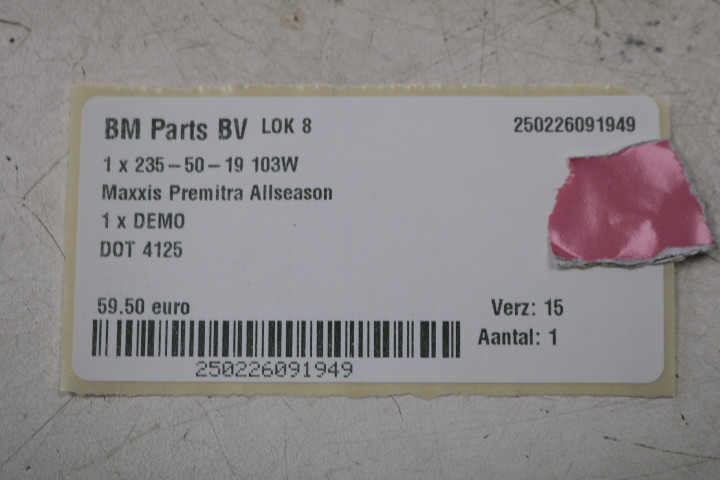 BM Parts BV LOK 8 250226091949
1 x 235-50-19 103W
Maxxis Premitra Allseason
1 x DEMO
DOT 4125
59.50 euro Verz: 15
Aantal: 1
250226091949